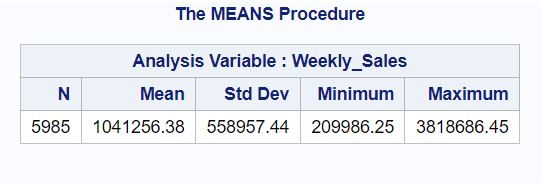 The MEANS Procedure
Analysis Variable : Weekly_Sales
N Mean Std Dev Minimum Maximum
5985 1041256.38 558957.44 209986.25 3818686.45